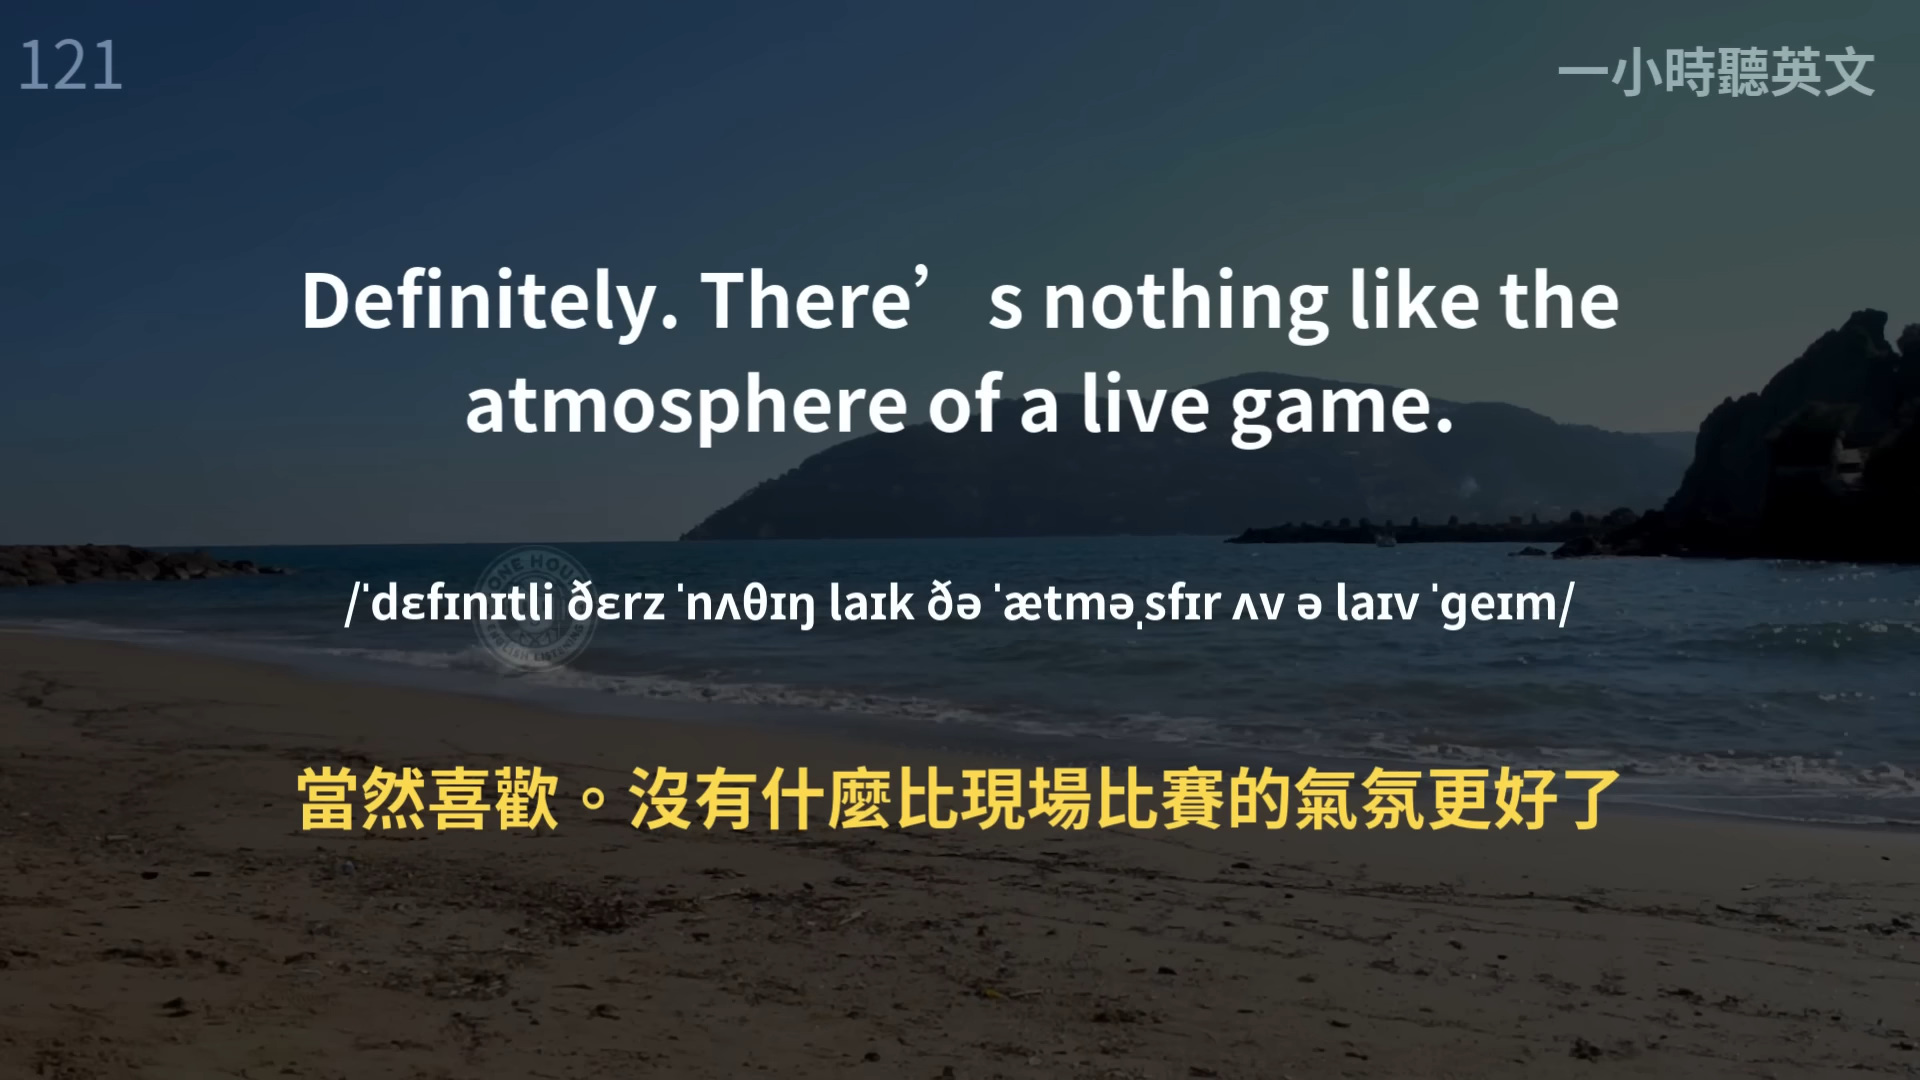 121
一小時聽英文
Definitely. There’s nothing like the
atmosphere of a live game.
/ˈdɛfɪnɪtli ðɛrz ˈnʌθɪŋ laɪk ðə ˈætməˌsfɪr ʌv ə laɪv ˈɡeɪm/
當然喜歡。沒有什麼比現場比賽的氣氛更好了